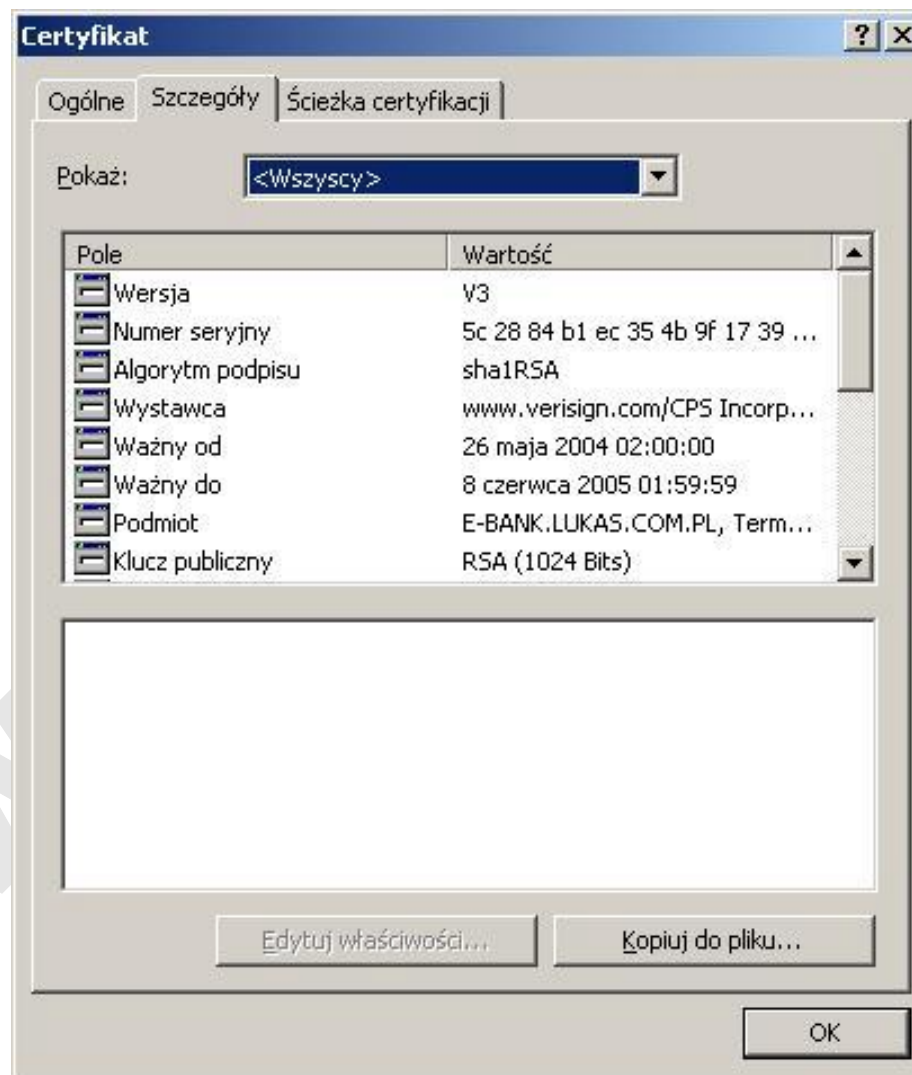 Certyfikat
Ogólne Szczegóły Ścieżka certyfikacji
Pokaż: <Wszyscy>
Pole Wartość
Wersja V3
Numer seryjny 5c 28 84 b1 ec 35 4b 9f 17 39 ...
Algorytm podpisu sha1RSA
Wystawca www.verisign.com/CPS Incorp...
Ważny od 26 maja 2004 02:00:00
Ważny do 8 czerwca 2005 01:59:59
Podmiot E-BANK.LUKAS.COM.PL, Term...
Klucz publiczny RSA (1024 Bits)
Edytuj właściwości... Kopiuj do pliku...
OK